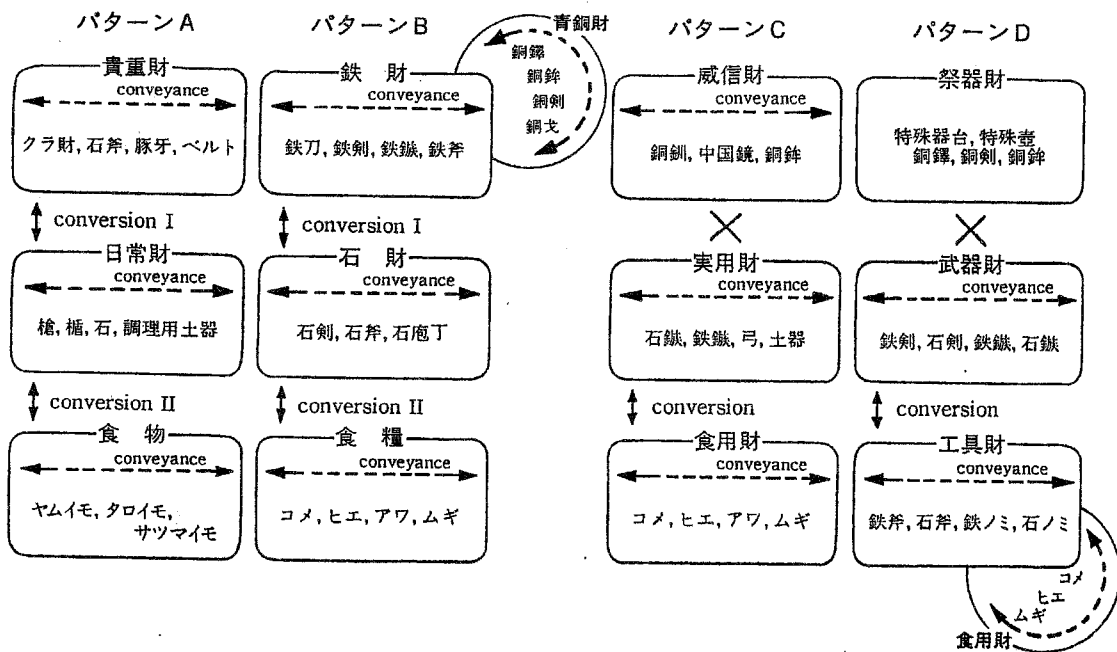 パターンA
貴重財
conveyance
クラ財, 石斧, 豚牙, ベルト
conversion I
日常財
conveyance
槍, 楯, 石, 調理用土器
conversion II
食物
conveyance
ヤムイモ, タロイモ,
サツマイモ
パターンB
鉄財
conveyance
鉄刀, 鉄剣, 鉄鏃, 鉄斧
青銅財
銅鐸
銅鉾
銅剣
銅戈
conversion I
石財
conveyance
石剣, 石斧, 石庖丁
conversion II
食糧
conveyance
コメ, ヒエ, アワ, ムギ
パターンC
威信財
conveyance
銅釧, 中国鏡, 銅鉾
実用財
conveyance
石鏃, 鉄鏃, 弓, 土器
conversion
食用財
conveyance
コメ, ヒエ, アワ, ムギ
パターンD
祭器財
特殊器台, 特殊壺
銅鐸, 銅剣, 銅鉾
武器財
conveyance
鉄剣, 石剣, 鉄鏃, 石鏃
conversion
工具財
conveyance
鉄斧, 石斧, 鉄ノミ, 石ノミ
コメ
ヒエ
ムギ
食用財